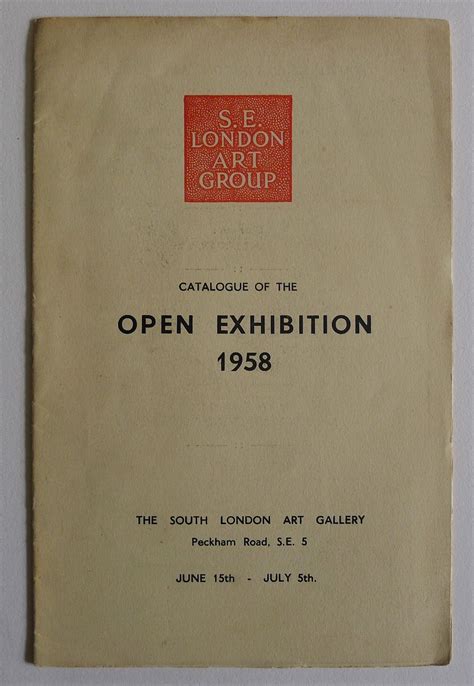 S. E.
LONDON
ART
GROUP
CATALOGUE OF THE
OPEN EXHIBITION
1958
THE SOUTH LONDON ART GALLERY
Peckham Road, S.E. 5
JUNE 15th - JULY 5th.